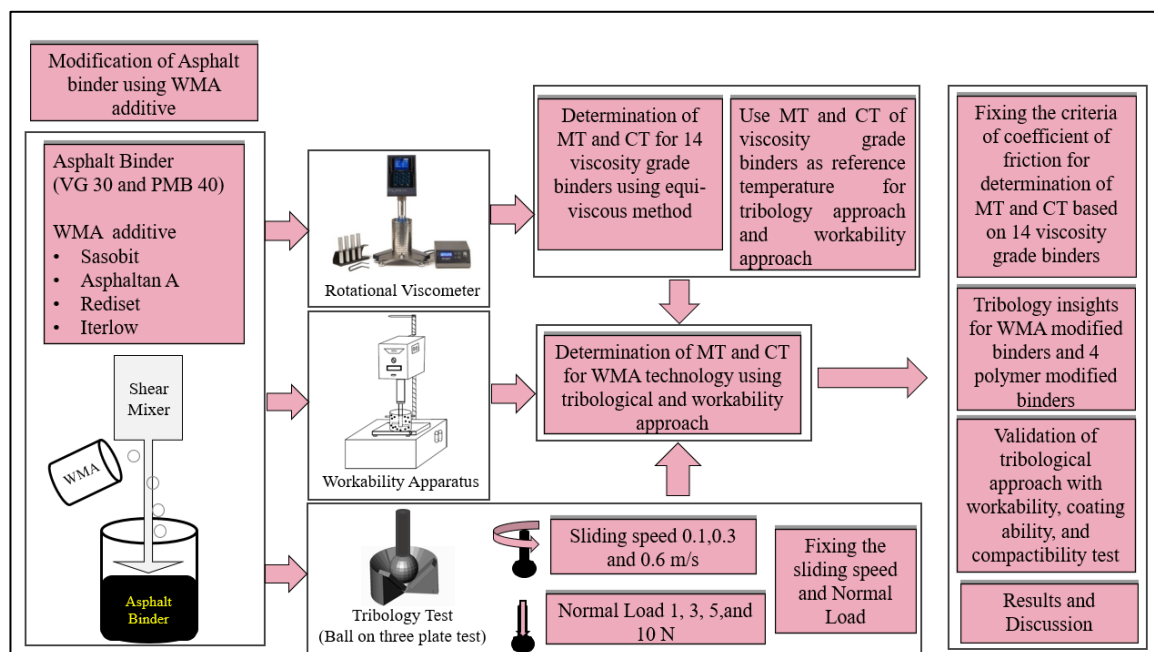 Modification of Asphalt
binder using WMA
additive
Asphalt Binder
(VG 30 and PMB 40)
WMA additive
• Sasobit
• Asphaltan A
• Rediset
• Iterlow
Shear
Mixer
WMA
Asphalt
Binder
Rotational Viscometer
Workability Apparatus
Tribology Test
(Ball on three plate test)
Determination of
MT and CT for 14
viscosity grade
binders using equi-
viscous method
Use MT and CT of
viscosity grade
binders as reference
temperature for
tribology approach
and workability
approach
Determination of MT and CT
for WMA technology using
tribological and workability
approach
Sliding speed 0.1,0.3
and 0.6 m/s
Normal Load 1, 3, 5,and
10 N
Fixing the
sliding speed
and Normal
Load
Fixing the criteria
of coefficient of
friction for
determination of
MT and CT based
on 14 viscosity
grade binders
Tribology insights
for WMA modified
binders and 4
polymer modified
binders
Validation of
tribological
approach with
workability, coating
ability, and
compactibility test
Results and
Discussion